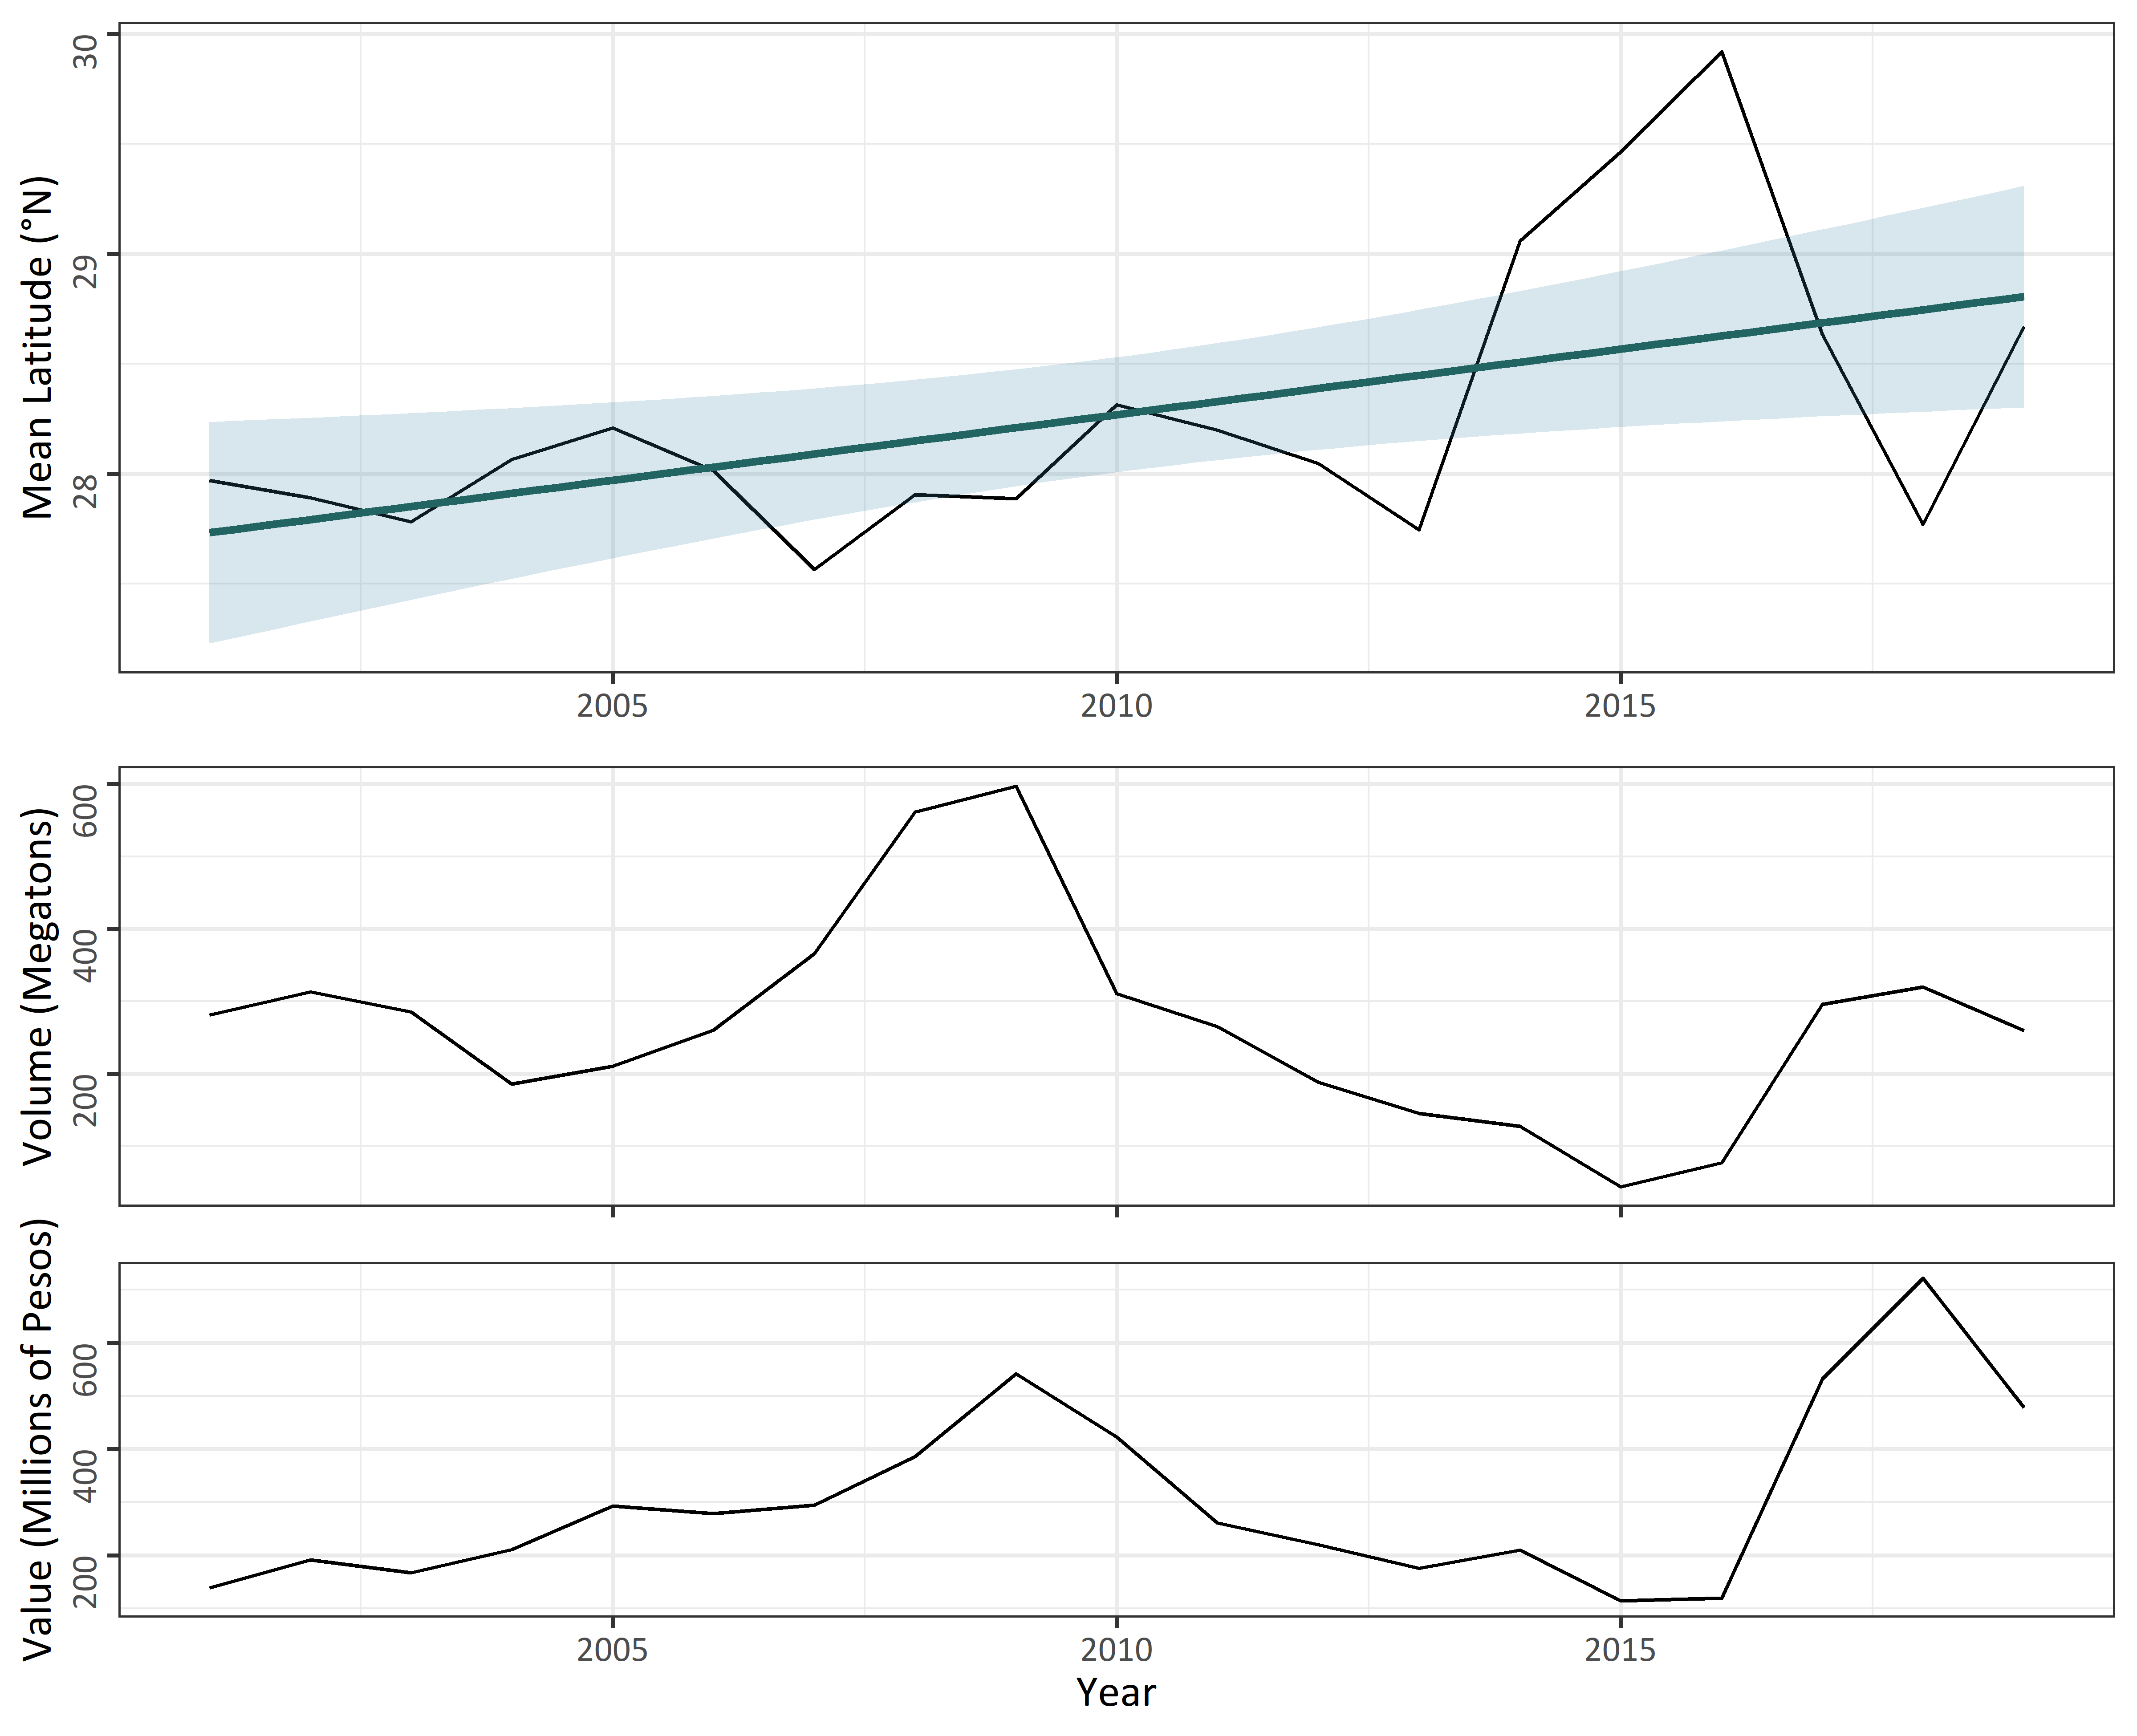 Mean Latitude (°N)
30
29
28
2005 2010 2015
Volume (Megatons)
600
400
200
Value (Millions of Pesos)
600
400
200
2005 2010 2015
Year